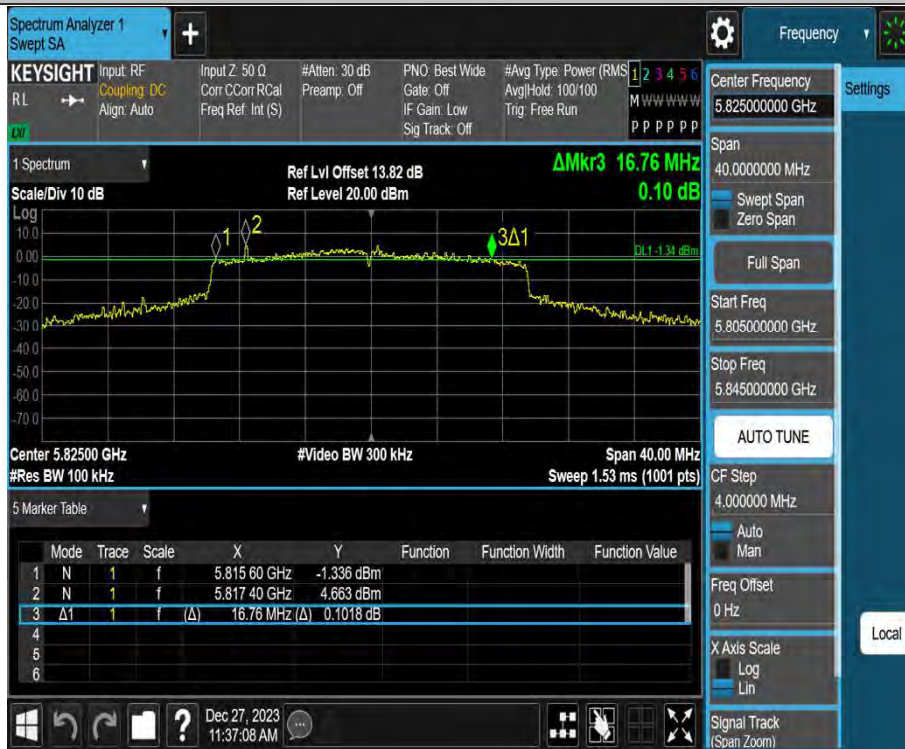 Spectrum Analyzer 1
Swept SA
+
Frequency
KEYSIGHT
RL
LXI
Input: RF
Coupling: DC
Align: Auto
Input Z: 50 Ω
Corr CCorr RCal
Freq Ref: Int (S)
#Atten: 30 dB
Preamp: Off
PNO: Best Wide
Gate: Off
IF Gain: Low
Sig Track: Off
#Avg Type: Power (RMS
Avg|Hold: 100/100
Trig: Free Run
1 2 3 4 5 6
M W W W W W
P P P P P P
Center Frequency
5.825000000 GHz
Settings
1 Spectrum
Scale/Div 10 dB
Ref Lvl Offset 13.82 dB
Ref Level 20.00 dBm
ΔMkr3 16.76 MHz
0.10 dB
Span
40.0000000 MHz
Swept Span
Zero Span
Full Span
Log
10.0
0.00
-10.0
-20.0
-30.0
-40.0
-50.0
-60.0
-70.0
1
2
3Δ1
DL1 -1.34 dBm
Start Freq
5.805000000 GHz
Stop Freq
5.845000000 GHz
AUTO TUNE
Center 5.82500 GHz
#Video BW 300 kHz
Span 40.00 MHz
#Res BW 100 kHz
Sweep 1.53 ms (1001 pts)
CF Step
4.000000 MHz
Auto
Man
5 Marker Table
Mode Trace Scale X Y Function Function Width Function Value
1 N 1 f 5.815 60 GHz -1.336 dBm
2 N 1 f 5.817 40 GHz 4.663 dBm
3 Δ1 1 f (Δ) 16.76 MHz (Δ) 0.1018 dB
4
5
6
Freq Offset
0 Hz
X Axis Scale
Log
Lin
Local
Signal Track
(Span Zoom)
?
Dec 27, 2023
11:37:08 AM